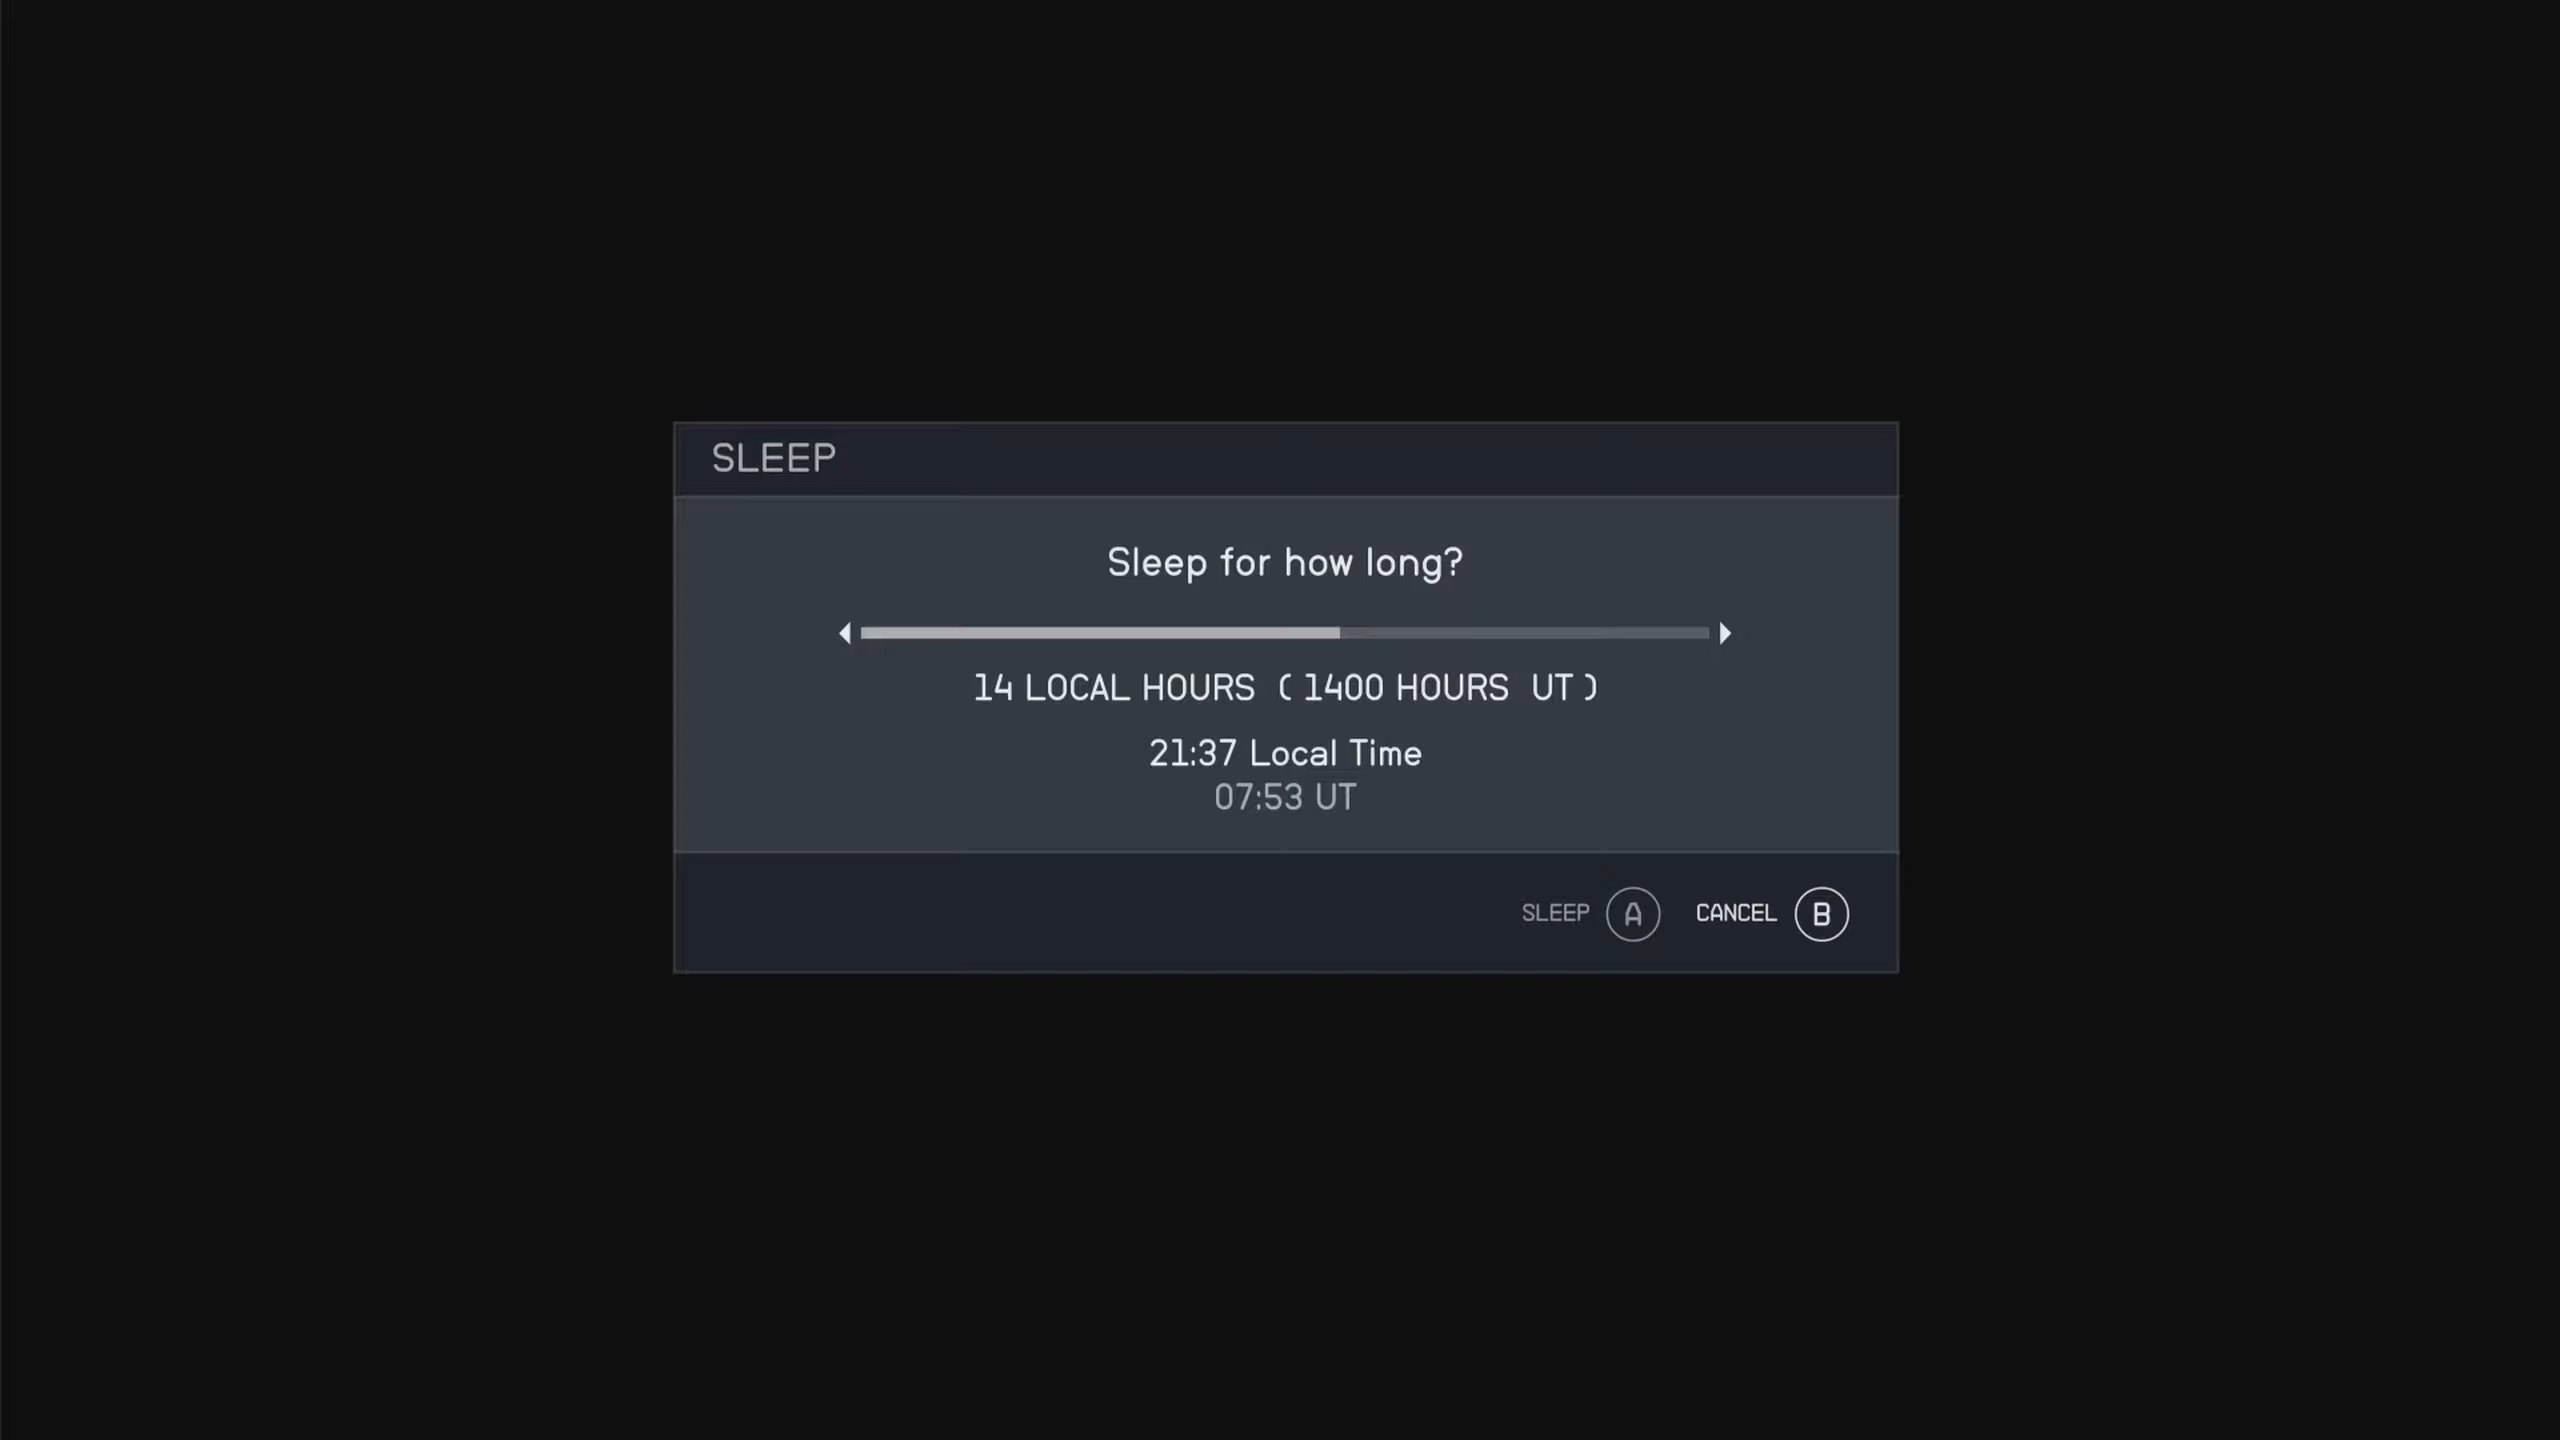 SLEEP
Sleep for how long?
14 LOCAL HOURS ( 1400 HOURS UT )
21:37 Local Time
07:53 UT
SLEEP A CANCEL B